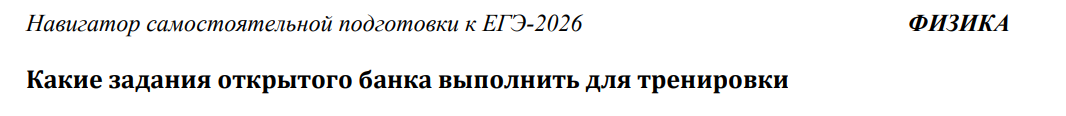 Навигатор самостоятельной подготовки к ЕГЭ-2026 ФИЗИКА
Какие задания открытого банка выполнить для тренировки